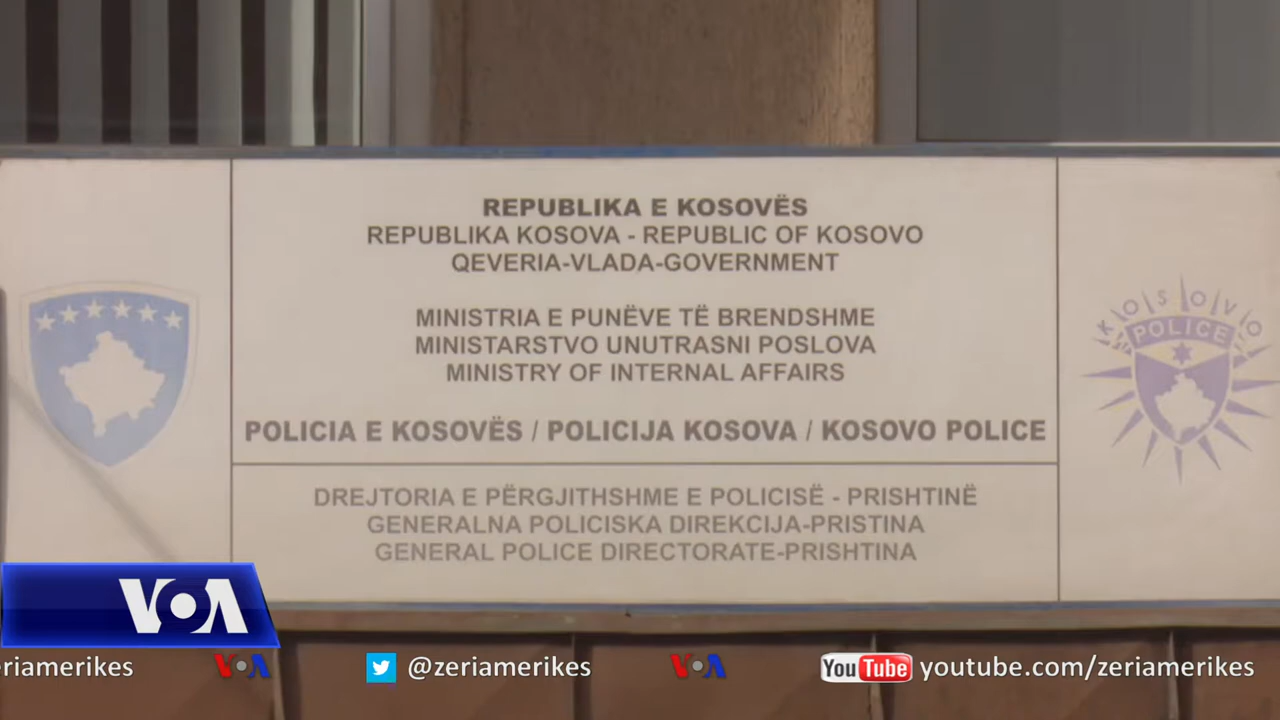 REPUBLIKA E KOSOVËS
REPUBLIKA KOSOVA - REPUBLIC OF KOSOVO
QEVERIA-VLADA-GOVERNMENT
MINISTRIA E PUNËVE TË BRENDSHME
MINISTARSTVO UNUTRASNI POSLOVA
MINISTRY OF INTERNAL AFFAIRS
POLICIA E KOSOVËS / POLICIJA KOSOVA / KOSOVO POLICE
DREJTORIA E PËRGJITHSHME E POLICISË - PRISHTINË
GENERALNA POLICISKA DIREKCIJA-PRISTINA
GENERAL POLICE DIRECTORATE-PRISHTINA
KOSOVO
POLICE
VOA
eriamerikes VOA @zeriamerikes VOA YouTube youtube.com/zeriamerikes